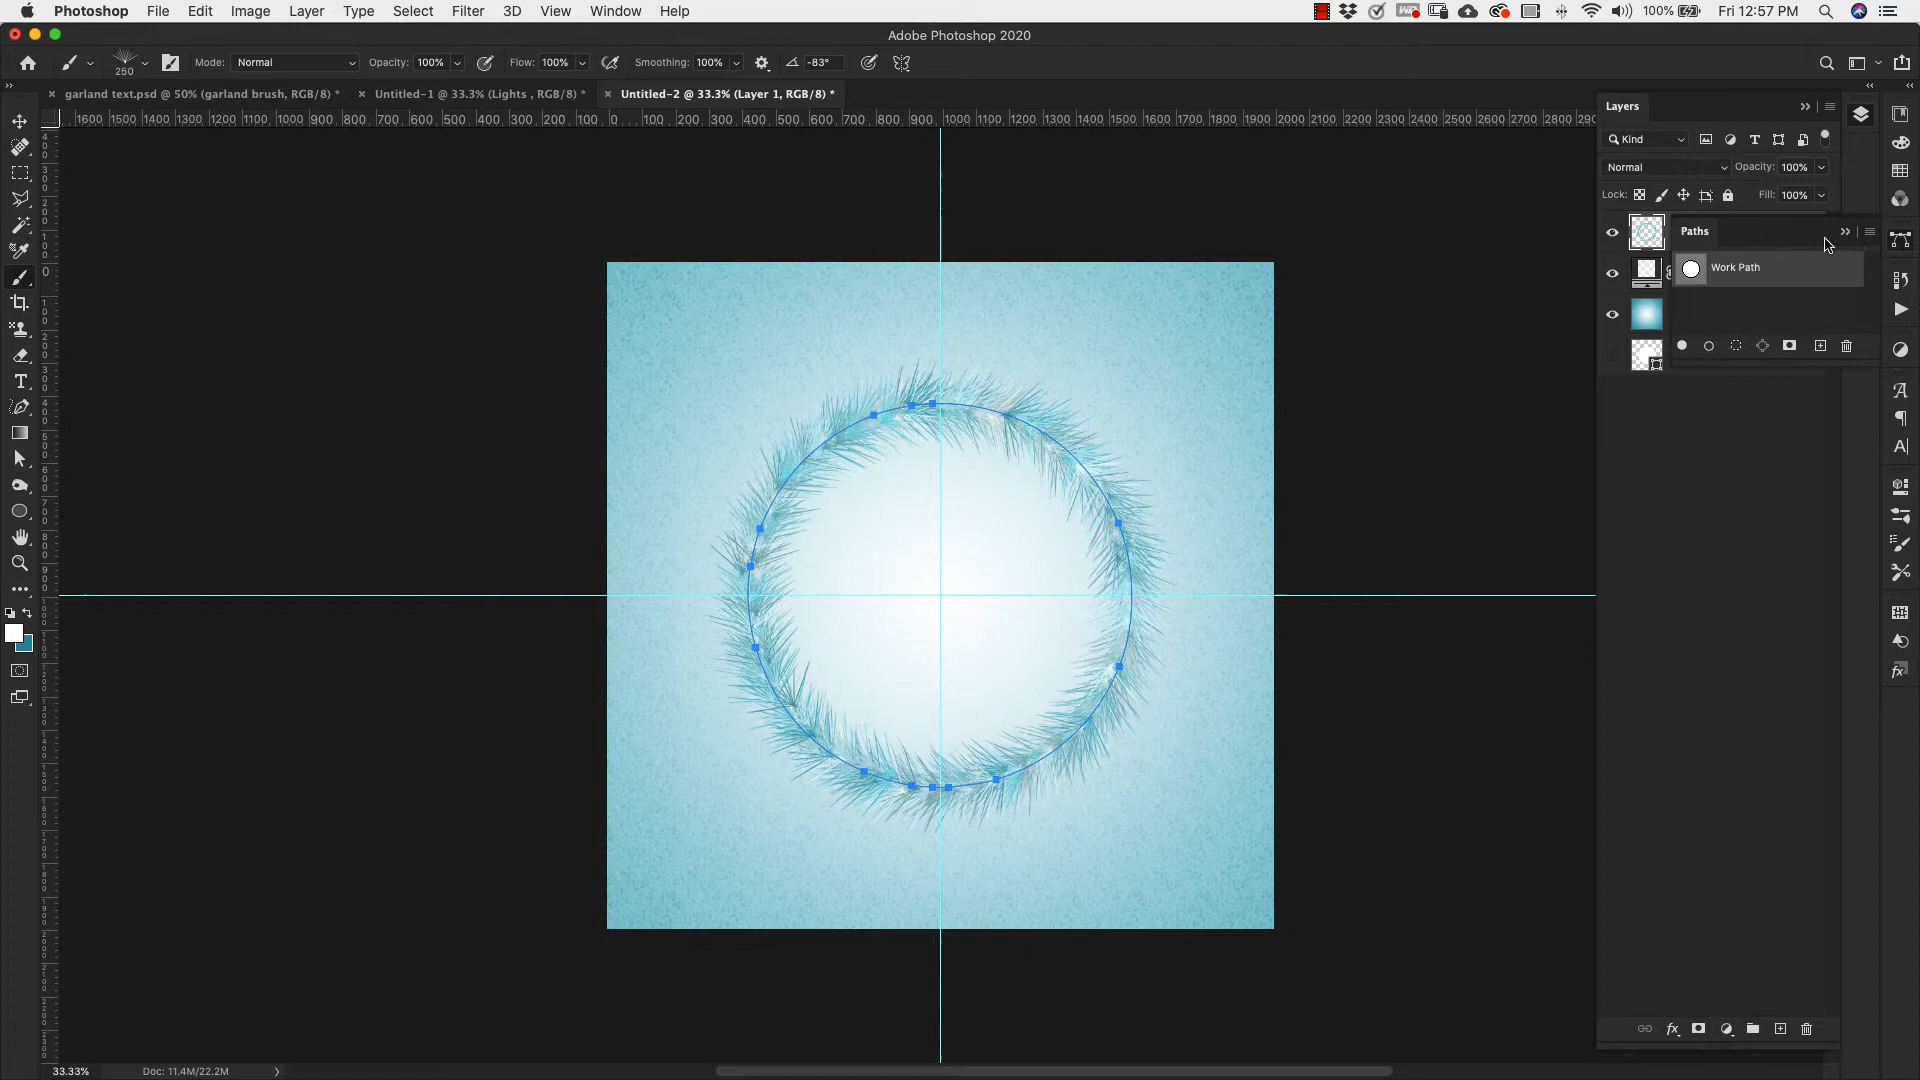 Photoshop File Edit Image Layer Type Select Filter 3D View Window Help 100% Fri 12:57 PM
Adobe Photoshop 2020
250 Mode: Normal Opacity: 100% Flow: 100% Smoothing: 100% -83°
garland text.psd @ 50% (garland brush, RGB/8) * Untitled-1 @ 33.3% (Lights , RGB/8) * Untitled-2 @ 33.3% (Layer 1, RGB/8) *
1600 1500 1400 1300 1200 1100 1000 900 800 700 600 500 400 300 200 100 0 100 200 300 400 500 600 700 800 900 1000 1100 1200 1300 1400 1500 1600 1700 1800 1900 2000 2100 2200 2300 2400 2500 2600 2700 2800
Layers
Kind
Normal Opacity: 100%
Lock: Fill: 100%
Paths
Work Path
33.33% Doc: 11.4M/22.2M